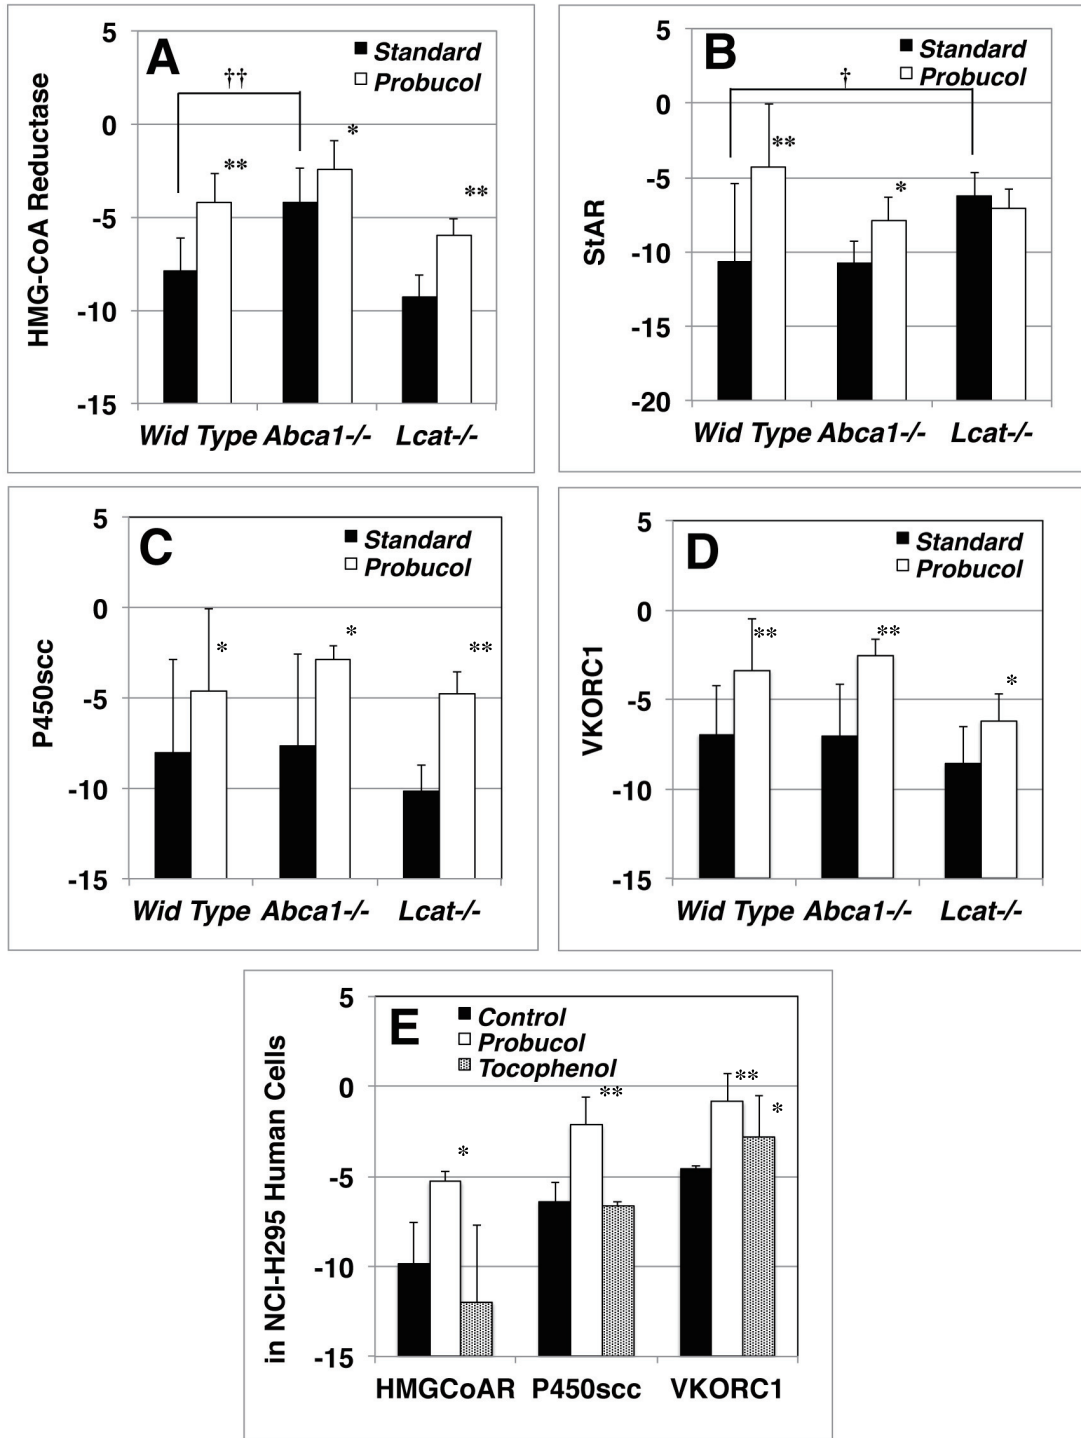 A
Standard
Probucol
HMG-CoA Reductase
5
0
-5
-10
-15
††
**
*
**
Wid Type Abca1-/- Lcat-/-
B
Standard
Probucol
StAR
5
0
-5
-10
-15
-20
†
**
*
Wid Type Abca1-/- Lcat-/-
C
Standard
Probucol
P450scc
5
0
-5
-10
-15
*
*
**
Wid Type Abca1-/- Lcat-/-
D
Standard
Probucol
VKORC1
5
0
-5
-10
-15
**
**
*
Wid Type Abca1-/- Lcat-/-
E
Control
Probucol
Tocophenol
in NCI-H295 Human Cells
5
0
-5
-10
-15
*
**
**
*
HMGCoAR P450scc VKORC1